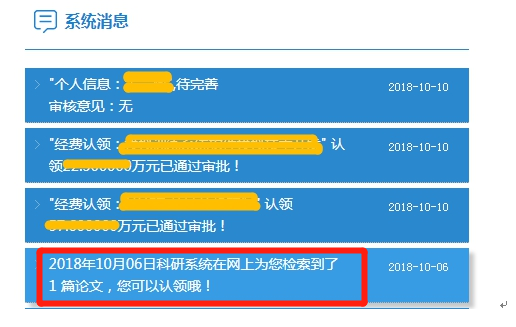 系统消息
"个人信息：
,待完善
2018-10-10
审核意见：无
"经费认领：
" 认
2018-10-10
领
万元已通过审批！
"经费认领：
" 认领
2018-10-10
万元已通过审批！
2018年10月06日科研系统在网上为您检索到了
2018-10-06
1 篇论文，您可以认领哦！